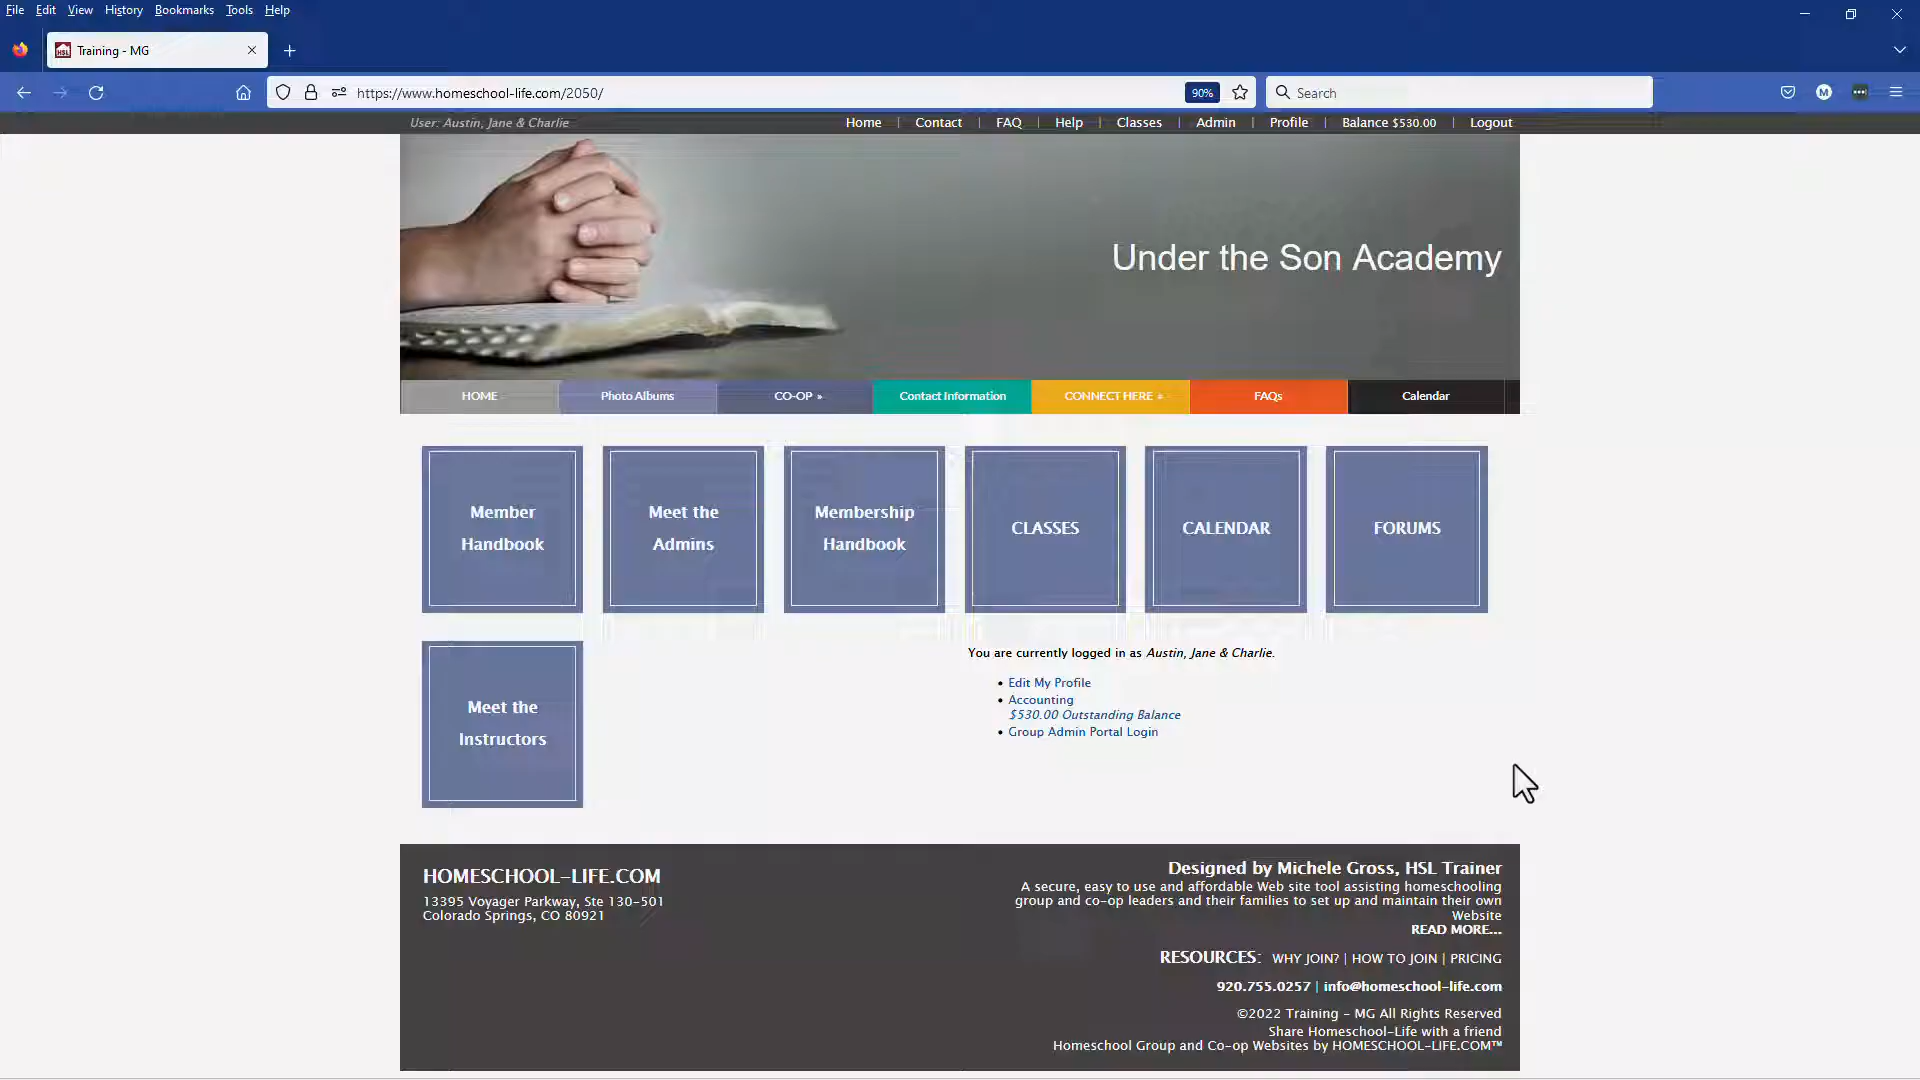 File Edit View History Bookmarks Tools Help
Training - MG
https://www.homeschool-life.com/2050/
90%
Search
M
User: Austin, Jane & Charlie
Home | Contact | FAQ | Help | Classes | Admin | Profile | Balance $530.00 | Logout
Under the Son Academy
HOME Photo Albums CO-OP » Contact Information CONNECT HERE » FAQs Calendar
Member
Handbook
Meet the
Admins
Membership
Handbook
CLASSES
CALENDAR
FORUMS
Meet the
Instructors
You are currently logged in as Austin, Jane & Charlie.
• Edit My Profile
• Accounting
$530.00 Outstanding Balance
• Group Admin Portal Login
HOMESCHOOL-LIFE.COM
13395 Voyager Parkway, Ste 130-501
Colorado Springs, CO 80921
Designed by Michele Gross, HSL Trainer
A secure, easy to use and affordable Web site tool assisting homeschooling
group and co-op leaders and their families to set up and maintain their own
Website
READ MORE...
RESOURCES: WHY JOIN? | HOW TO JOIN | PRICING
920.755.0257 | info@homeschool-life.com
©2022 Training - MG All Rights Reserved
Share Homeschool-Life with a friend
Homeschool Group and Co-op Websites by HOMESCHOOL-LIFE.COM™